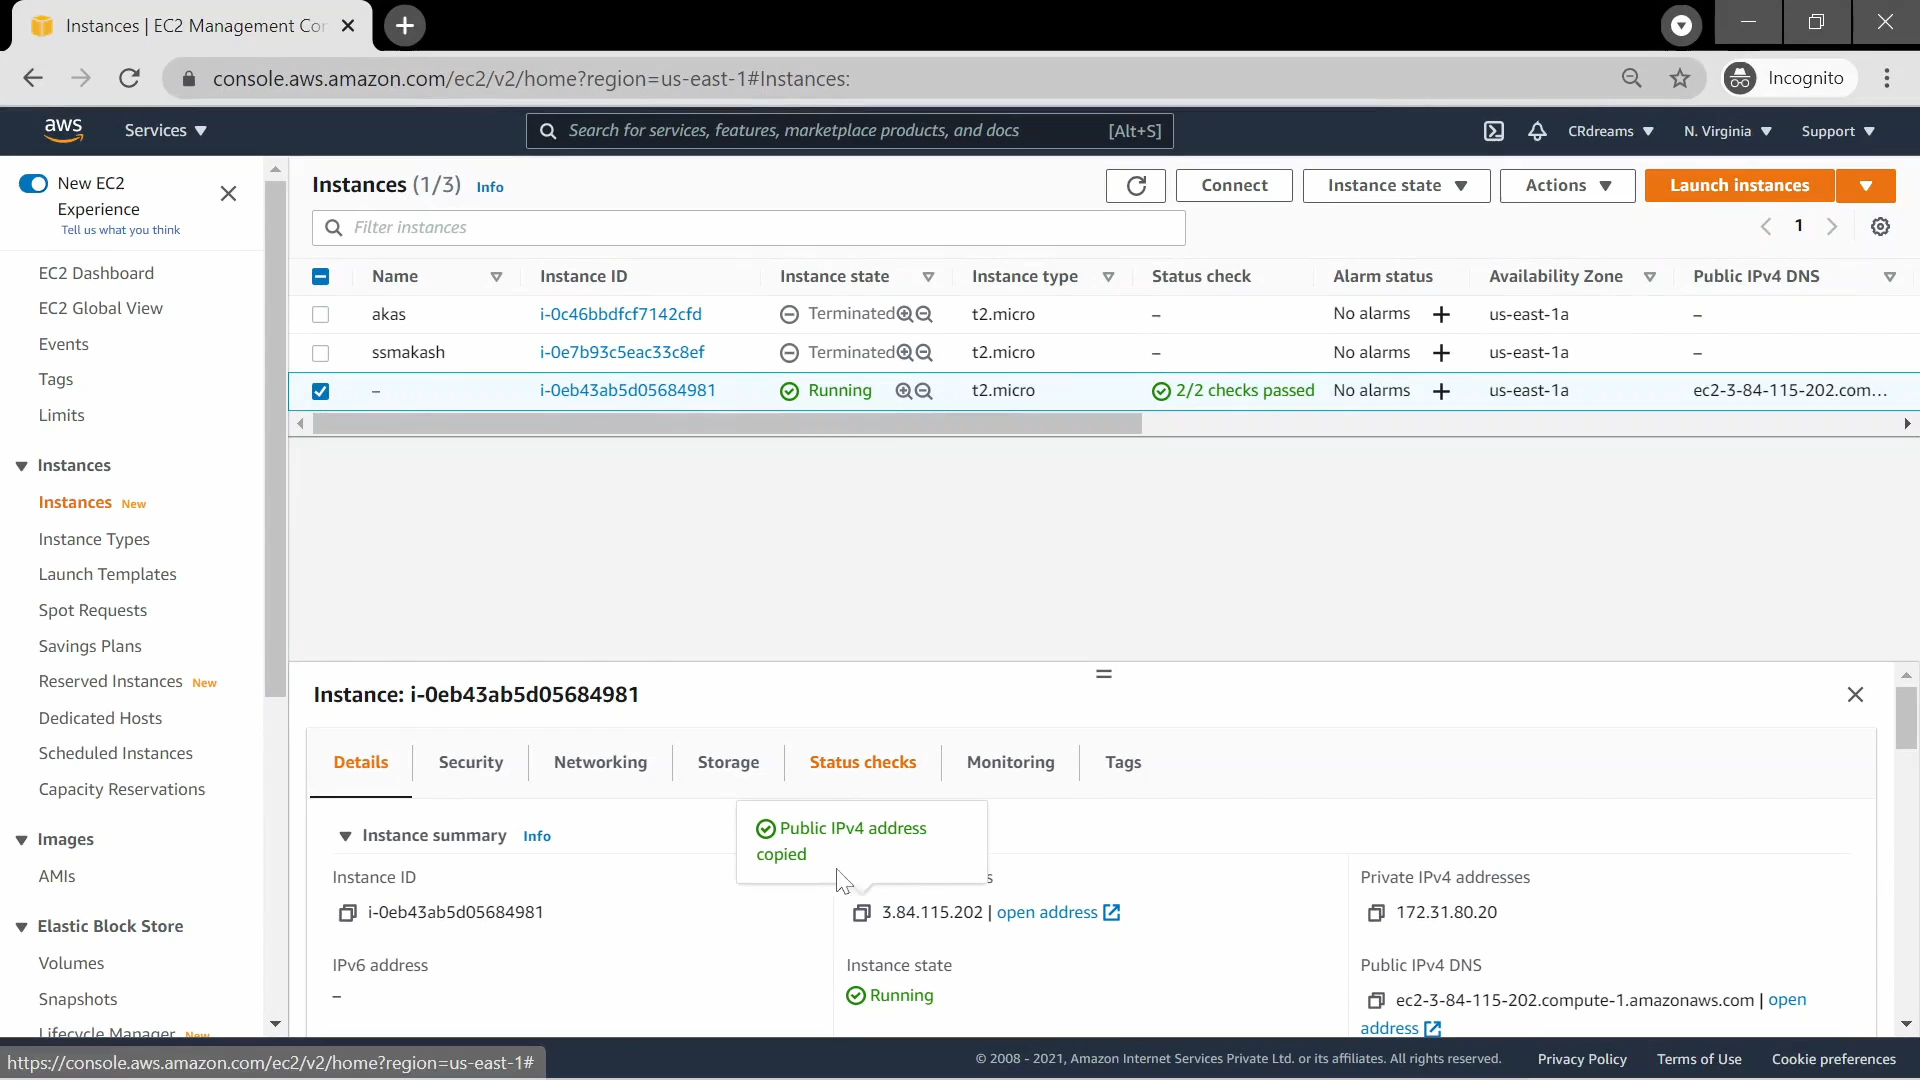 Instances | EC2 Management Cor
console.aws.amazon.com/ec2/v2/home?region=us-east-1#Instances:
Incognito
aws
Services
Search for services, features, marketplace products, and docs
[Alt+S]
CRdreams
N. Virginia
Support
New EC2
Experience
Tell us what you think
EC2 Dashboard
EC2 Global View
Events
Tags
Limits
Instances
Instances New
Instance Types
Launch Templates
Spot Requests
Savings Plans
Reserved Instances New
Dedicated Hosts
Scheduled Instances
Capacity Reservations
Images
AMIs
Elastic Block Store
Volumes
Snapshots
Lifecycle Manager New
Instances (1/3) Info
Connect
Instance state
Actions
Launch instances
Filter instances
1
Name Instance ID Instance state Instance type Status check Alarm status Availability Zone Public IPv4 DNS
akas i-0c46bbdfcf7142cfd Terminated t2.micro – No alarms + us-east-1a –
ssmakash i-0e7b93c5eac33c8ef Terminated t2.micro – No alarms + us-east-1a –
– i-0eb43ab5d05684981 Running t2.micro 2/2 checks passed No alarms + us-east-1a ec2-3-84-115-202.com...
Instance: i-0eb43ab5d05684981
Details Security Networking Storage Status checks Monitoring Tags
Instance summary Info
Public IPv4 address
copied
Instance ID
i-0eb43ab5d05684981
s
3.84.115.202 | open address
Private IPv4 addresses
172.31.80.20
IPv6 address
–
Instance state
Running
Public IPv4 DNS
ec2-3-84-115-202.compute-1.amazonaws.com | open
address
https://console.aws.amazon.com/ec2/v2/home?region=us-east-1#
© 2008 - 2021, Amazon Internet Services Private Ltd. or its affiliates. All rights reserved.
Privacy Policy
Terms of Use
Cookie preferences